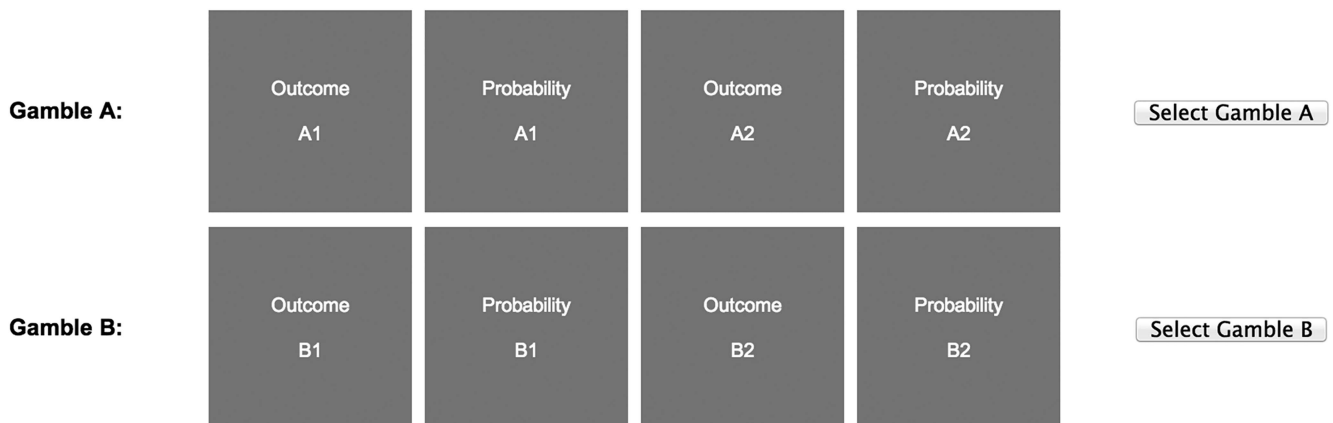 Gamble A:
Outcome
A1
Probability
A1
Outcome
A2
Probability
A2
Select Gamble A
Gamble B:
Outcome
B1
Probability
B1
Outcome
B2
Probability
B2
Select Gamble B